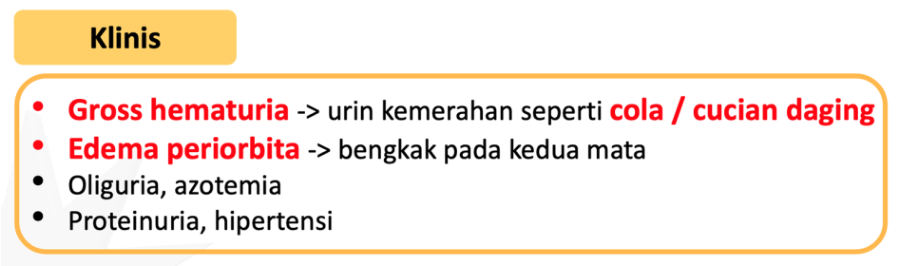 Klinis
• Gross hematuria -> urin kemerahan seperti cola / cucian daging
• Edema periorbita -> bengkak pada kedua mata
• Oliguria, azotemia
• Proteinuria, hipertensi